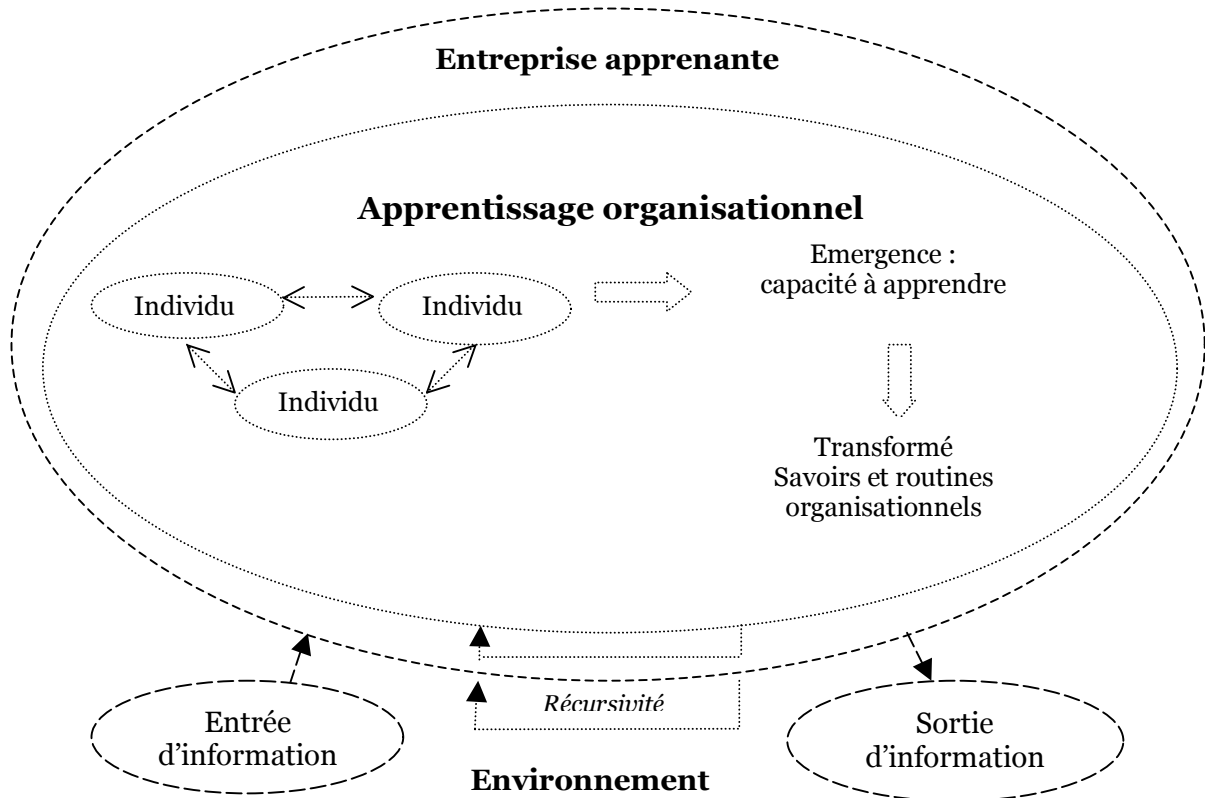 Entreprise apprenante
Apprentissage organisationnel
Emergence :
capacité à apprendre
Individu
Individu
Individu
Transformé
Savoirs et routines
organisationnels
Récursivité
Entrée
d’information
Sortie
d’information
Environnement